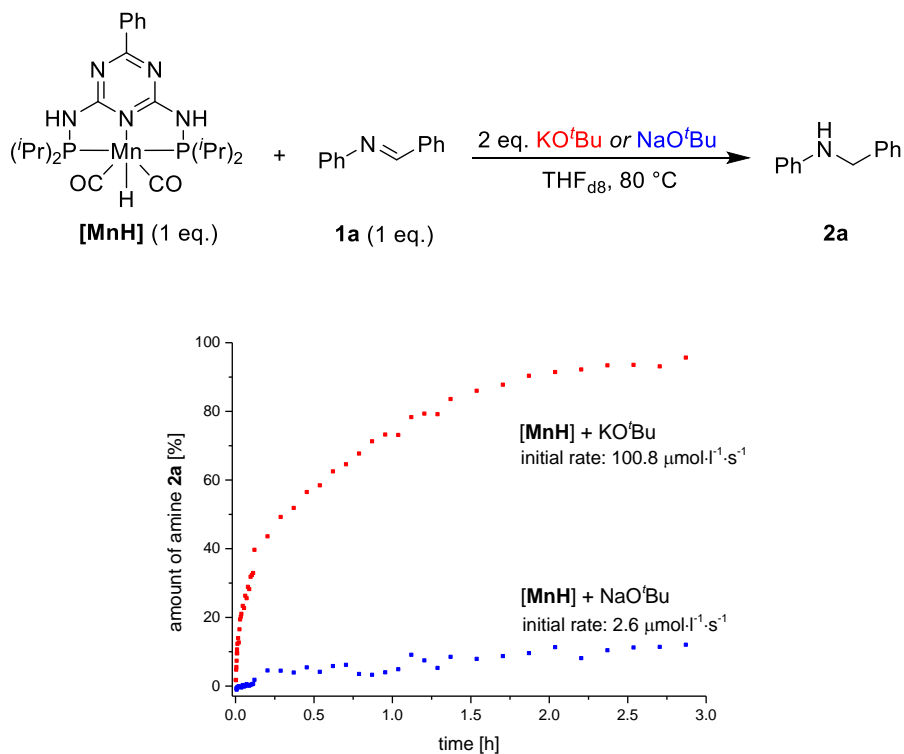 Ph
N N
HN N NH
(ⁱPr)₂P Mn P(ⁱPr)₂
OC CO
H
[MnH] (1 eq.)
+
Ph N Ph
1a (1 eq.)
2 eq. KOᵗBu or NaOᵗBu
THFd8, 80 °C
H
Ph N Ph
2a
amount of amine 2a [%]
100
80
60
40
20
0
[MnH] + KOᵗBu
initial rate: 100.8 μmol·l⁻¹·s⁻¹
[MnH] + NaOᵗBu
initial rate: 2.6 μmol·l⁻¹·s⁻¹
0.0 0.5 1.0 1.5 2.0 2.5 3.0
time [h]